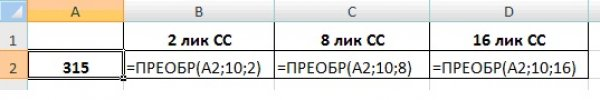 A B C D
1 2 лик СС 8 лик СС 16 лик СС
2 315 =ПРЕОБР(A2;10;2) =ПРЕОБР(A2;10;8) =ПРЕОБР(A2;10;16)